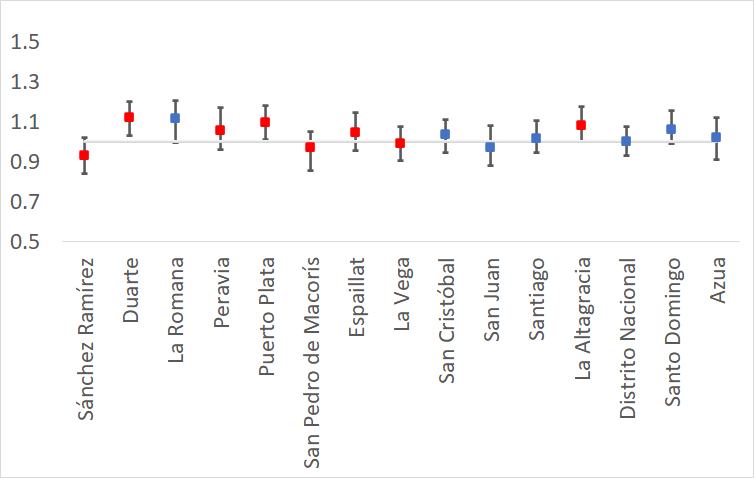 1.5
1.3
1.1
0.9
0.7
0.5
Sánchez Ramírez
Duarte
La Romana
Peravia
Puerto Plata
San Pedro de Macorís
Espaillat
La Vega
San Cristóbal
San Juan
Santiago
La Altagracia
Distrito Nacional
Santo Domingo
Azua